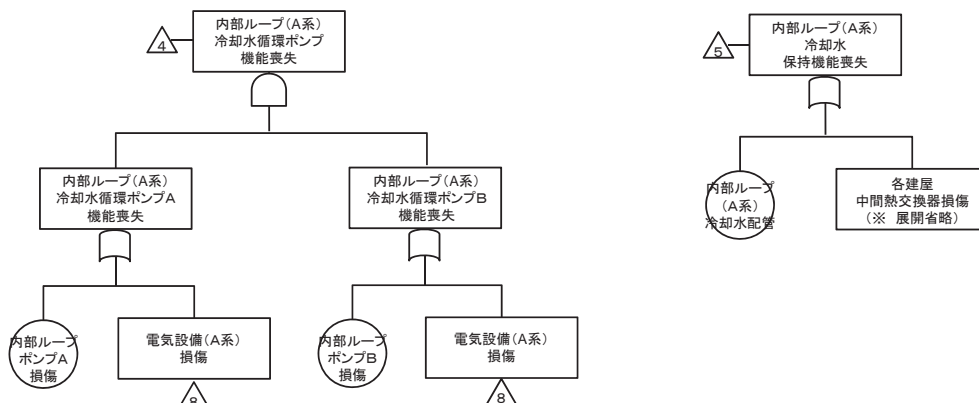 4
内部ループ(A系)
冷却水循環ポンプ
機能喪失
内部ループ(A系)
冷却水循環ポンプA
機能喪失
内部ループ(A系)
冷却水循環ポンプB
機能喪失
内部ループ
ポンプA
損傷
電気設備(A系)
損傷
8
内部ループ
ポンプB
損傷
電気設備(A系)
損傷
8
5
内部ループ(A系)
冷却水
保持機能喪失
内部ループ
(A系)
冷却水配管
各建屋
中間熱交換器損傷
(※ 展開省略)